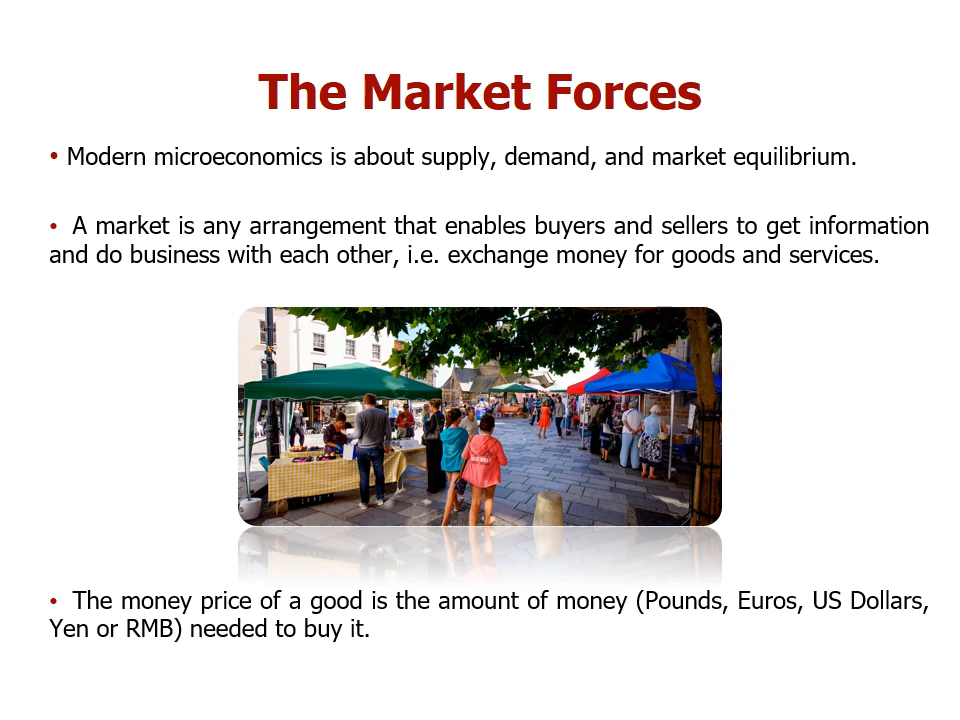 The Market Forces
• Modern microeconomics is about supply, demand, and market equilibrium.
• A market is any arrangement that enables buyers and sellers to get information
and do business with each other, i.e. exchange money for goods and services.
• The money price of a good is the amount of money (Pounds, Euros, US Dollars,
Yen or RMB) needed to buy it.